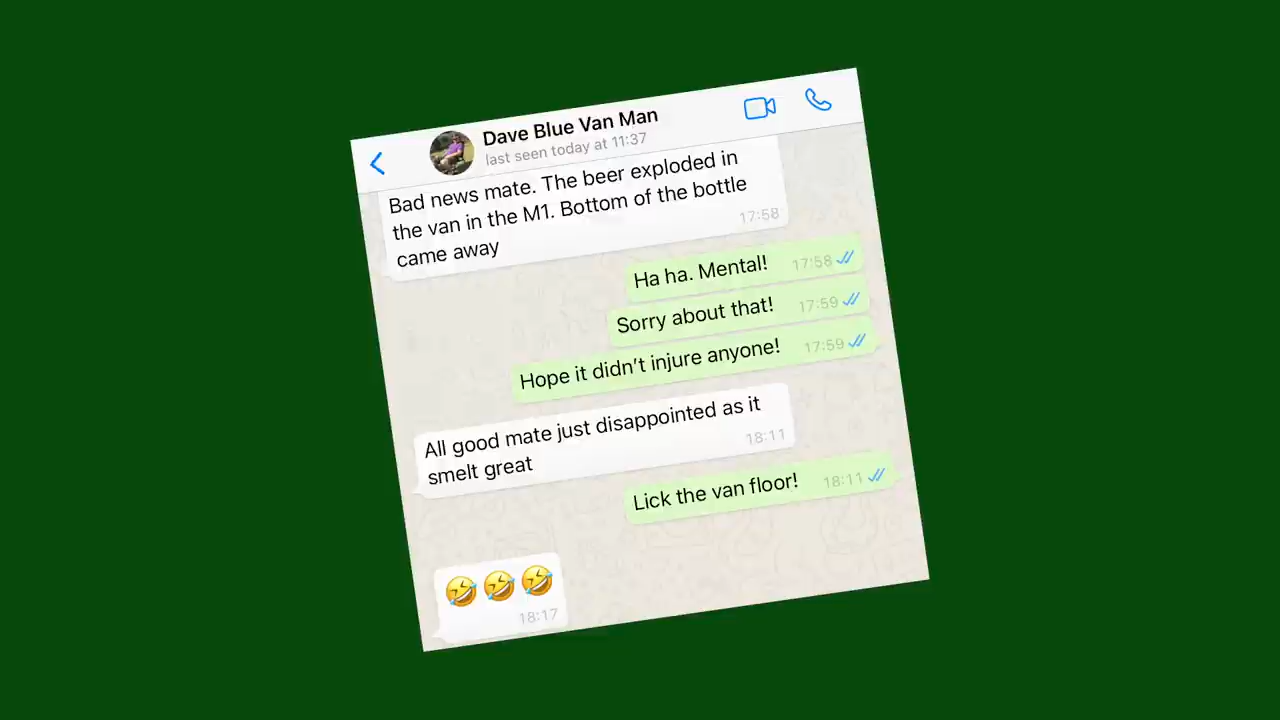 Dave Blue Van Man
last seen today at 11:37
Bad news mate. The beer exploded in
the van in the M1. Bottom of the bottle
came away
17:58
Ha ha. Mental! 17:58
Sorry about that! 17:59
Hope it didn’t injure anyone! 17:59
All good mate just disappointed as it
smelt great
18:11
Lick the van floor! 18:11
🤣🤣🤣
18:17